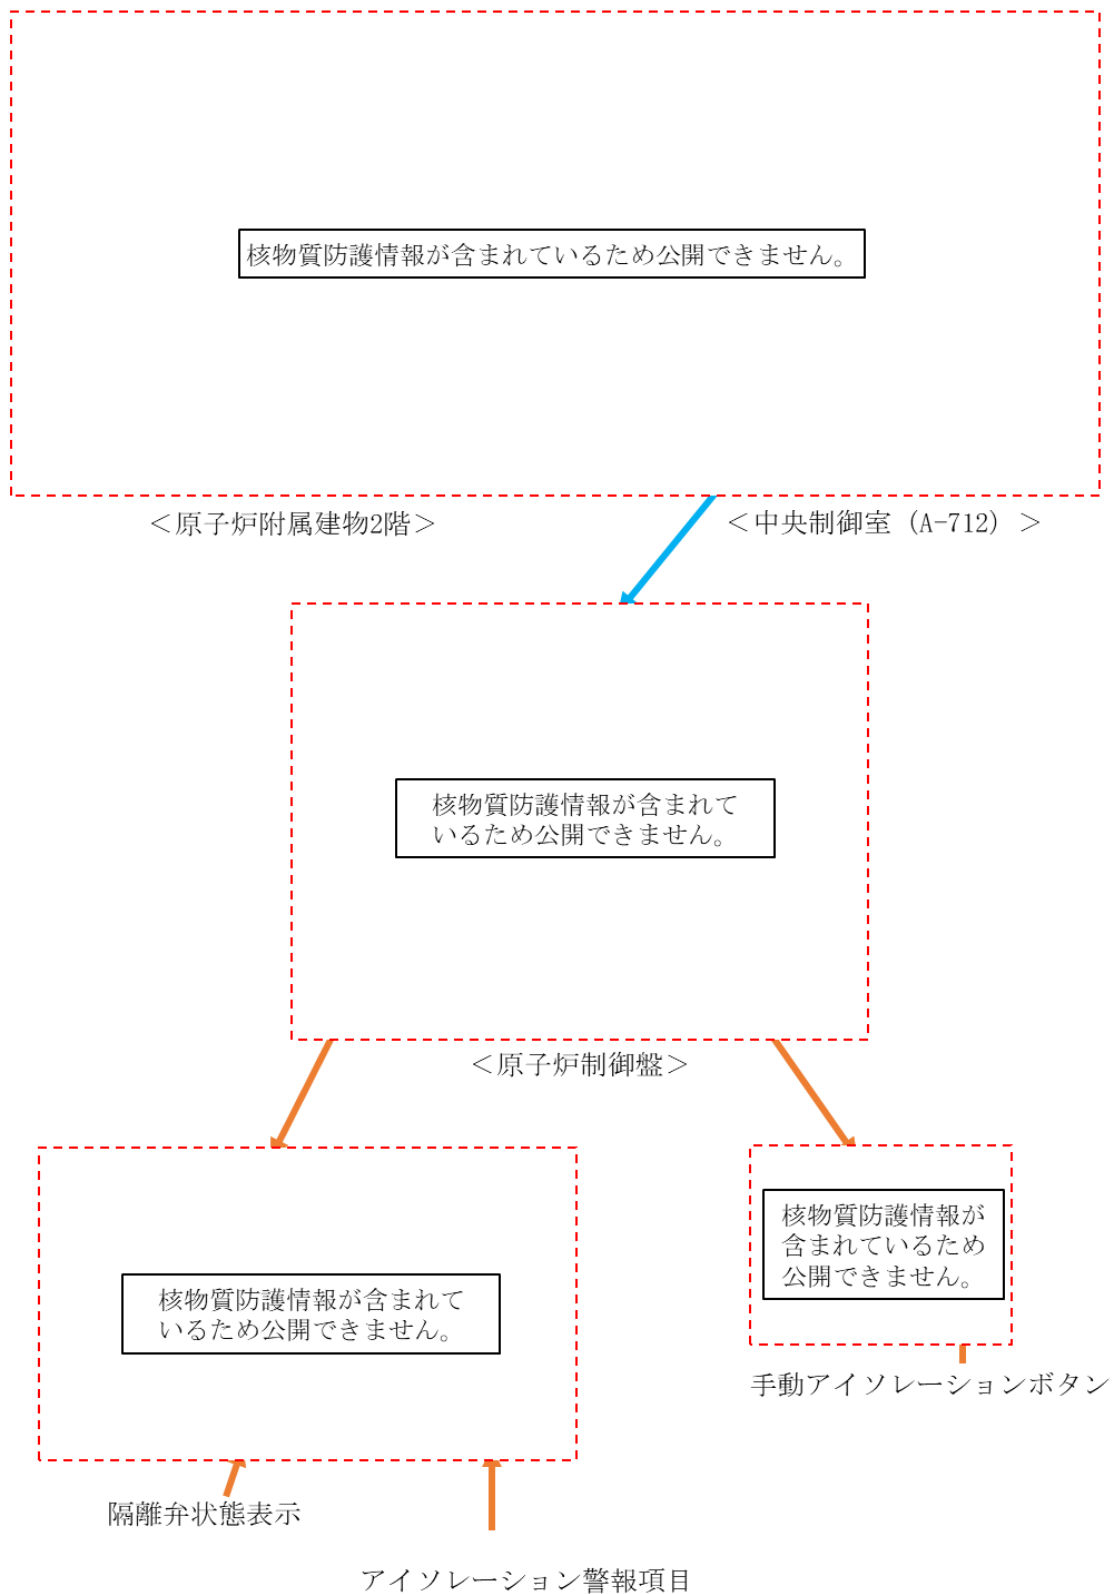 核物質防護情報が含まれているため公開できません。
＜原子炉附属建物2階＞
＜中央制御室（A-712）＞
核物質防護情報が含まれて
いるため公開できません。
＜原子炉制御盤＞
核物質防護情報が含まれて
いるため公開できません。
核物質防護情報が
含まれているため
公開できません。
手動アイソレーションボタン
隔離弁状態表示
アイソレーション警報項目